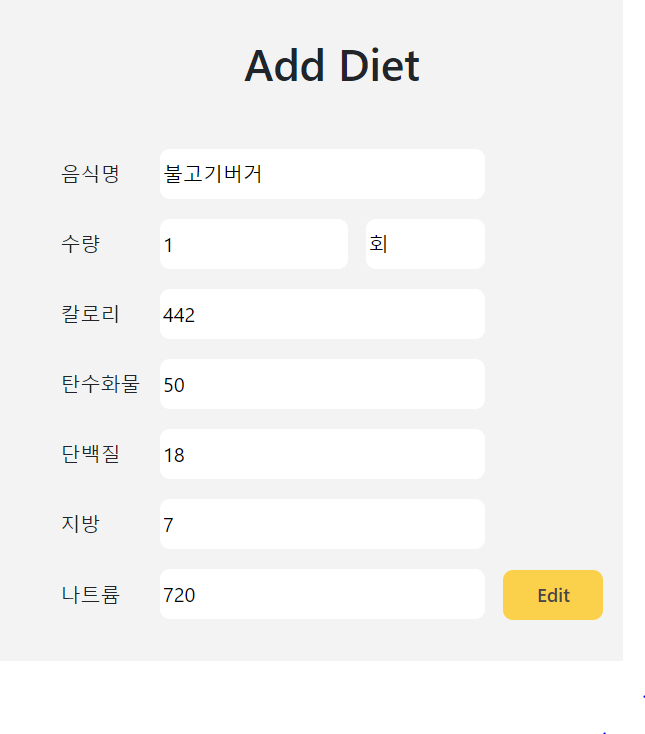 Add Diet
음식명 불고기버거
수량 1 회
칼로리 442
탄수화물 50
단백질 18
지방 7
나트륨 720 Edit